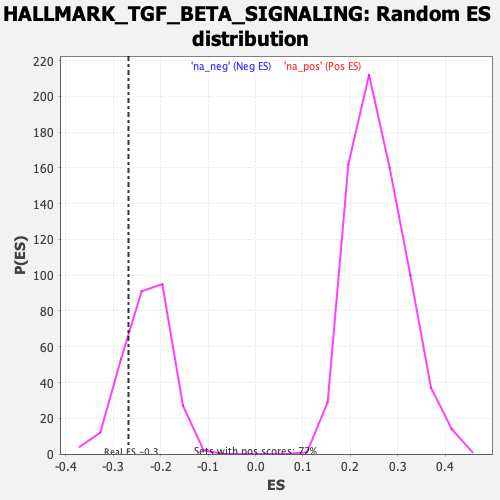 HALLMARK_TGF_BETA_SIGNALING: Random ES
distribution
'na_neg' (Neg ES) 'na_pos' (Pos ES)
220
200
180
160
140
120
100
80
60
40
20
0
P(ES)
Real ES -0.3
Sets with pos scores: 72%
-0.4 -0.3 -0.2 -0.1 0.0 0.1 0.2 0.3 0.4
ES